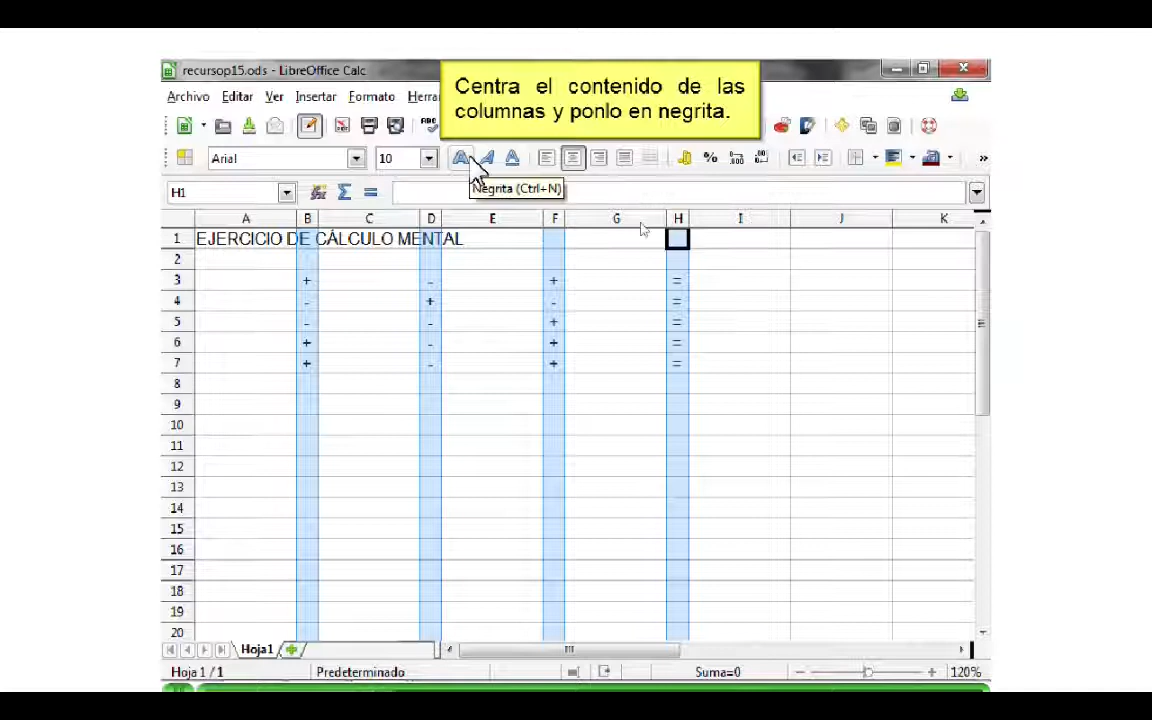 recursop15.ods - LibreOffice Calc
Centra el contenido de las
columnas y ponlo en negrita.
Archivo Editar Ver Insertar Formato Herrar
Arial 10
H1
Negrita (Ctrl+N)
A B C D E F G H I J K
1 EJERCICIO DE CÁLCULO MENTAL
2
3 + - + =
4 - + - =
5 - - + =
6 + - + =
7 + - + =
8
9
10
11
12
13
14
15
16
17
18
19
20
Hoja1
Hoja 1 / 1 Predeterminado Suma=0 120%